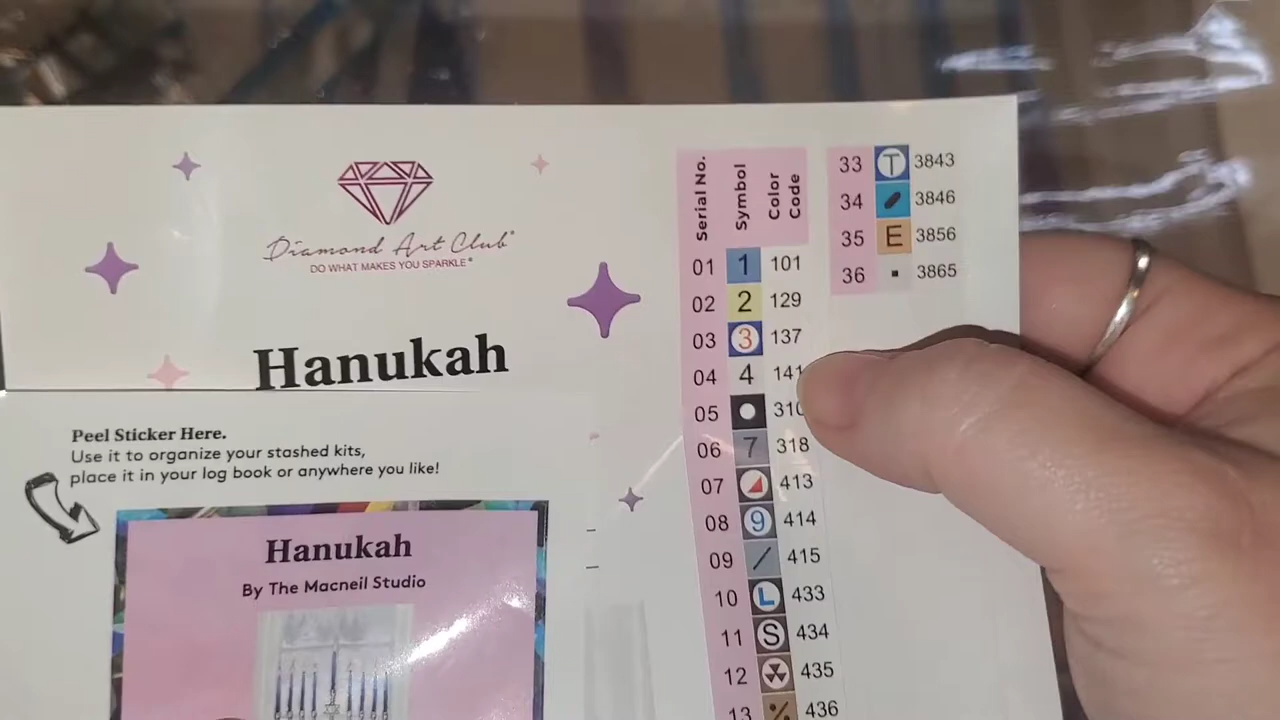 Diamond Art Club®
DO WHAT MAKES YOU SPARKLE®
Hanukah
Peel Sticker Here.
Use it to organize your stashed kits,
place it in your log book or anywhere you like!
Hanukah
By The Macneil Studio
Serial No. Symbol Color Code
01 1 101
02 2 129
03 3 137
04 4 141
05 310
06 7 318
07 413
08 9 414
09 / 415
10 L 433
11 S 434
12 435
13 % 436
33 T 3843
34 3846
35 E 3856
36 3865